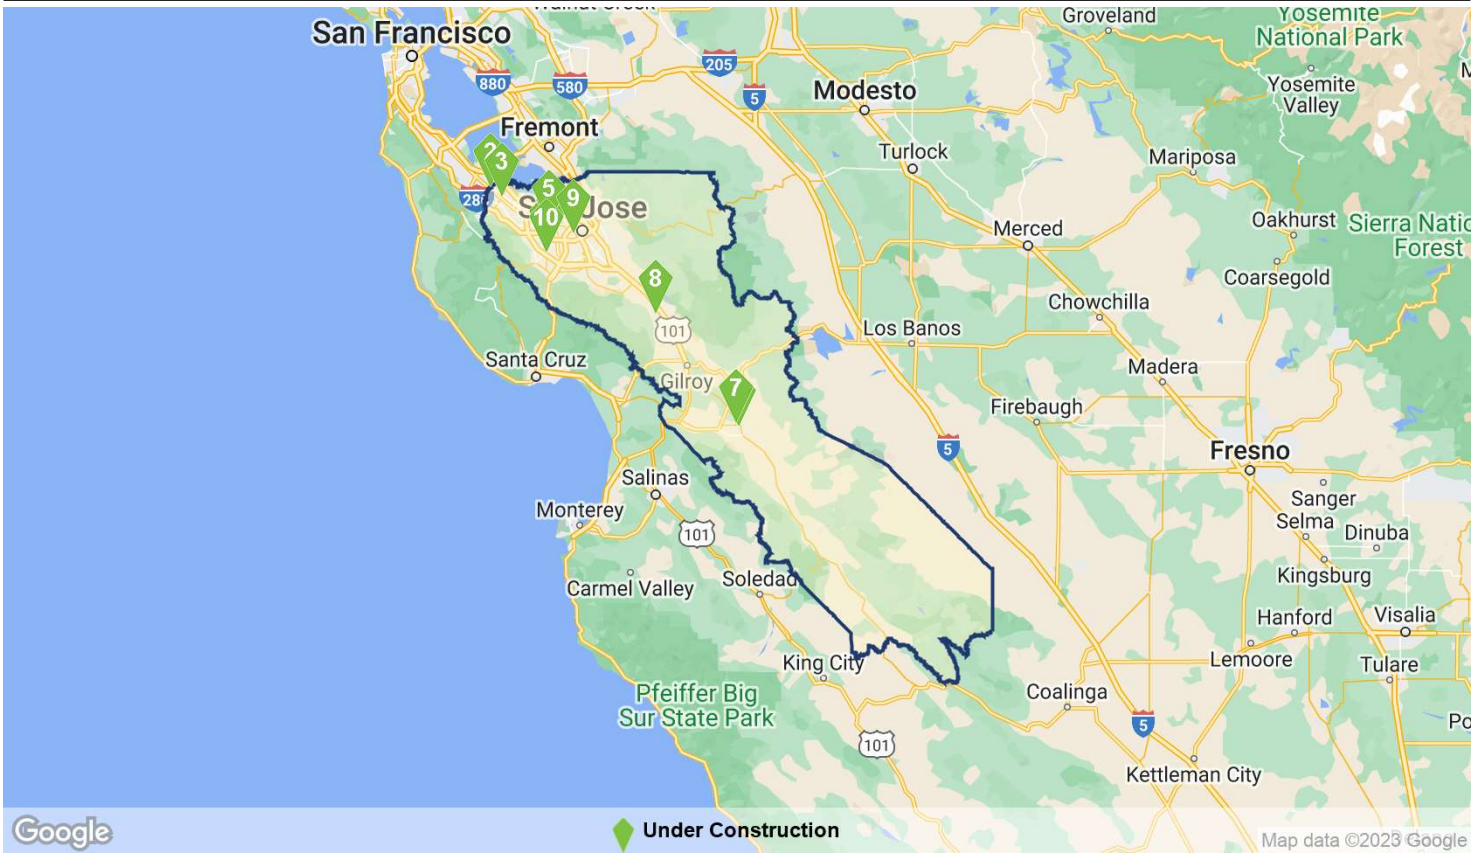 Groveland
Yosemite
National Park
San Francisco
205
880
580
5
Modesto
Yosemite
Valley
Fremont
Turlock
Mariposa
2
3
280
5
9
San Jose
10
Merced
Oakhurst
Forest
Coarsegold
8
Chowchilla
101
Los Banos
Santa Cruz
Gilroy
7
Madera
Firebaugh
5
Fresno
Salinas
Sanger
Selma
Monterey
Dinuba
101
Kingsburg
Soledad
Carmel Valley
Hanford
Visalia
King City
Lemoore
Tulare
Pfeiffer Big
Sur State Park
Coalinga
5
101
Kettleman City
Google
Under Construction
Map data ©2023 Google